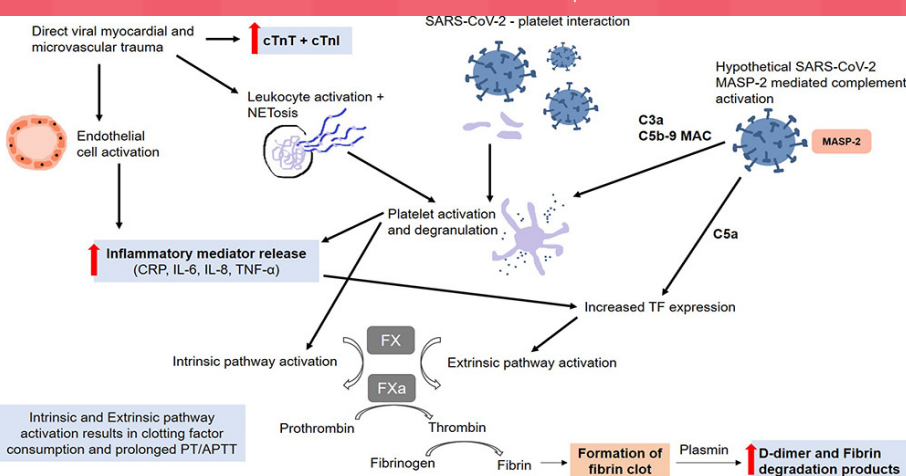 SARS-CoV-2 - platelet interaction
Direct viral myocardial and
microvascular trauma
cTnT + cTnI
Hypothetical SARS-CoV-2
MASP-2 mediated complement
activation
Leukocyte activation +
NETosis
C3a
C5b-9 MAC
MASP-2
Endothelial
cell activation
Platelet activation
and degranulation
C5a
Inflammatory mediator release
(CRP, IL-6, IL-8, TNF-α)
Increased TF expression
FX
Intrinsic pathway activation
Extrinsic pathway activation
FXa
Intrinsic and Extrinsic pathway
activation results in clotting factor
consumption and prolonged PT/APTT
Prothrombin
Thrombin
Fibrinogen
Fibrin
Formation of
fibrin clot
Plasmin
D-dimer and Fibrin
degradation products